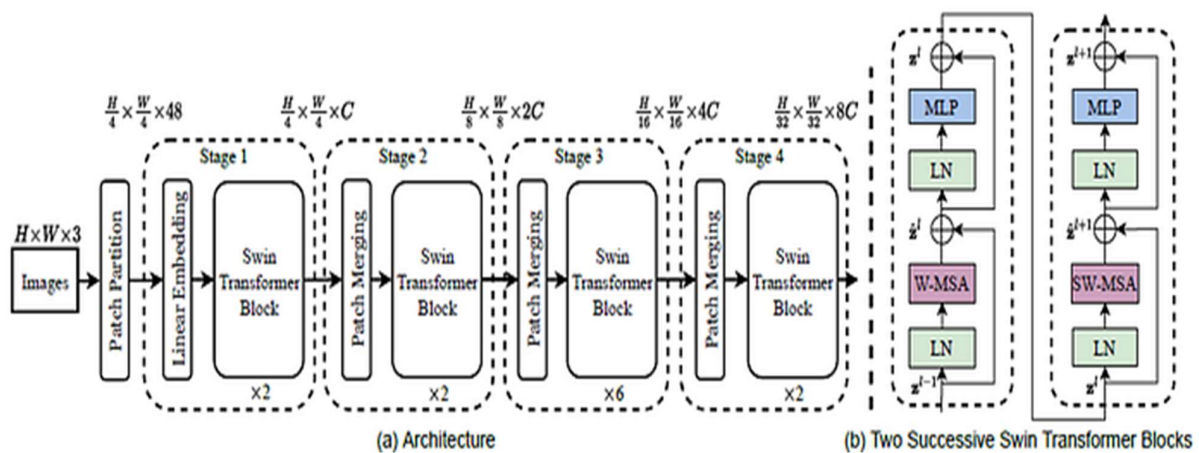 H/4 × W/4 × 48
H/4 × W/4 × C
H/8 × W/8 × 2C
H/16 × W/16 × 4C
H/32 × W/32 × 8C
H×W×3
Images
Patch Partition
Stage 1
Linear Embedding
Swin
Transformer
Block
×2
Stage 2
Patch Merging
Swin
Transformer
Block
×2
Stage 3
Patch Merging
Swin
Transformer
Block
×6
Stage 4
Patch Merging
Swin
Transformer
Block
×2
(a) Architecture
z^l
MLP
LN
ẑ^l
W-MSA
LN
z^{l-1}
z^{l+1}
MLP
LN
ẑ^{l+1}
SW-MSA
LN
z^l
(b) Two Successive Swin Transformer Blocks